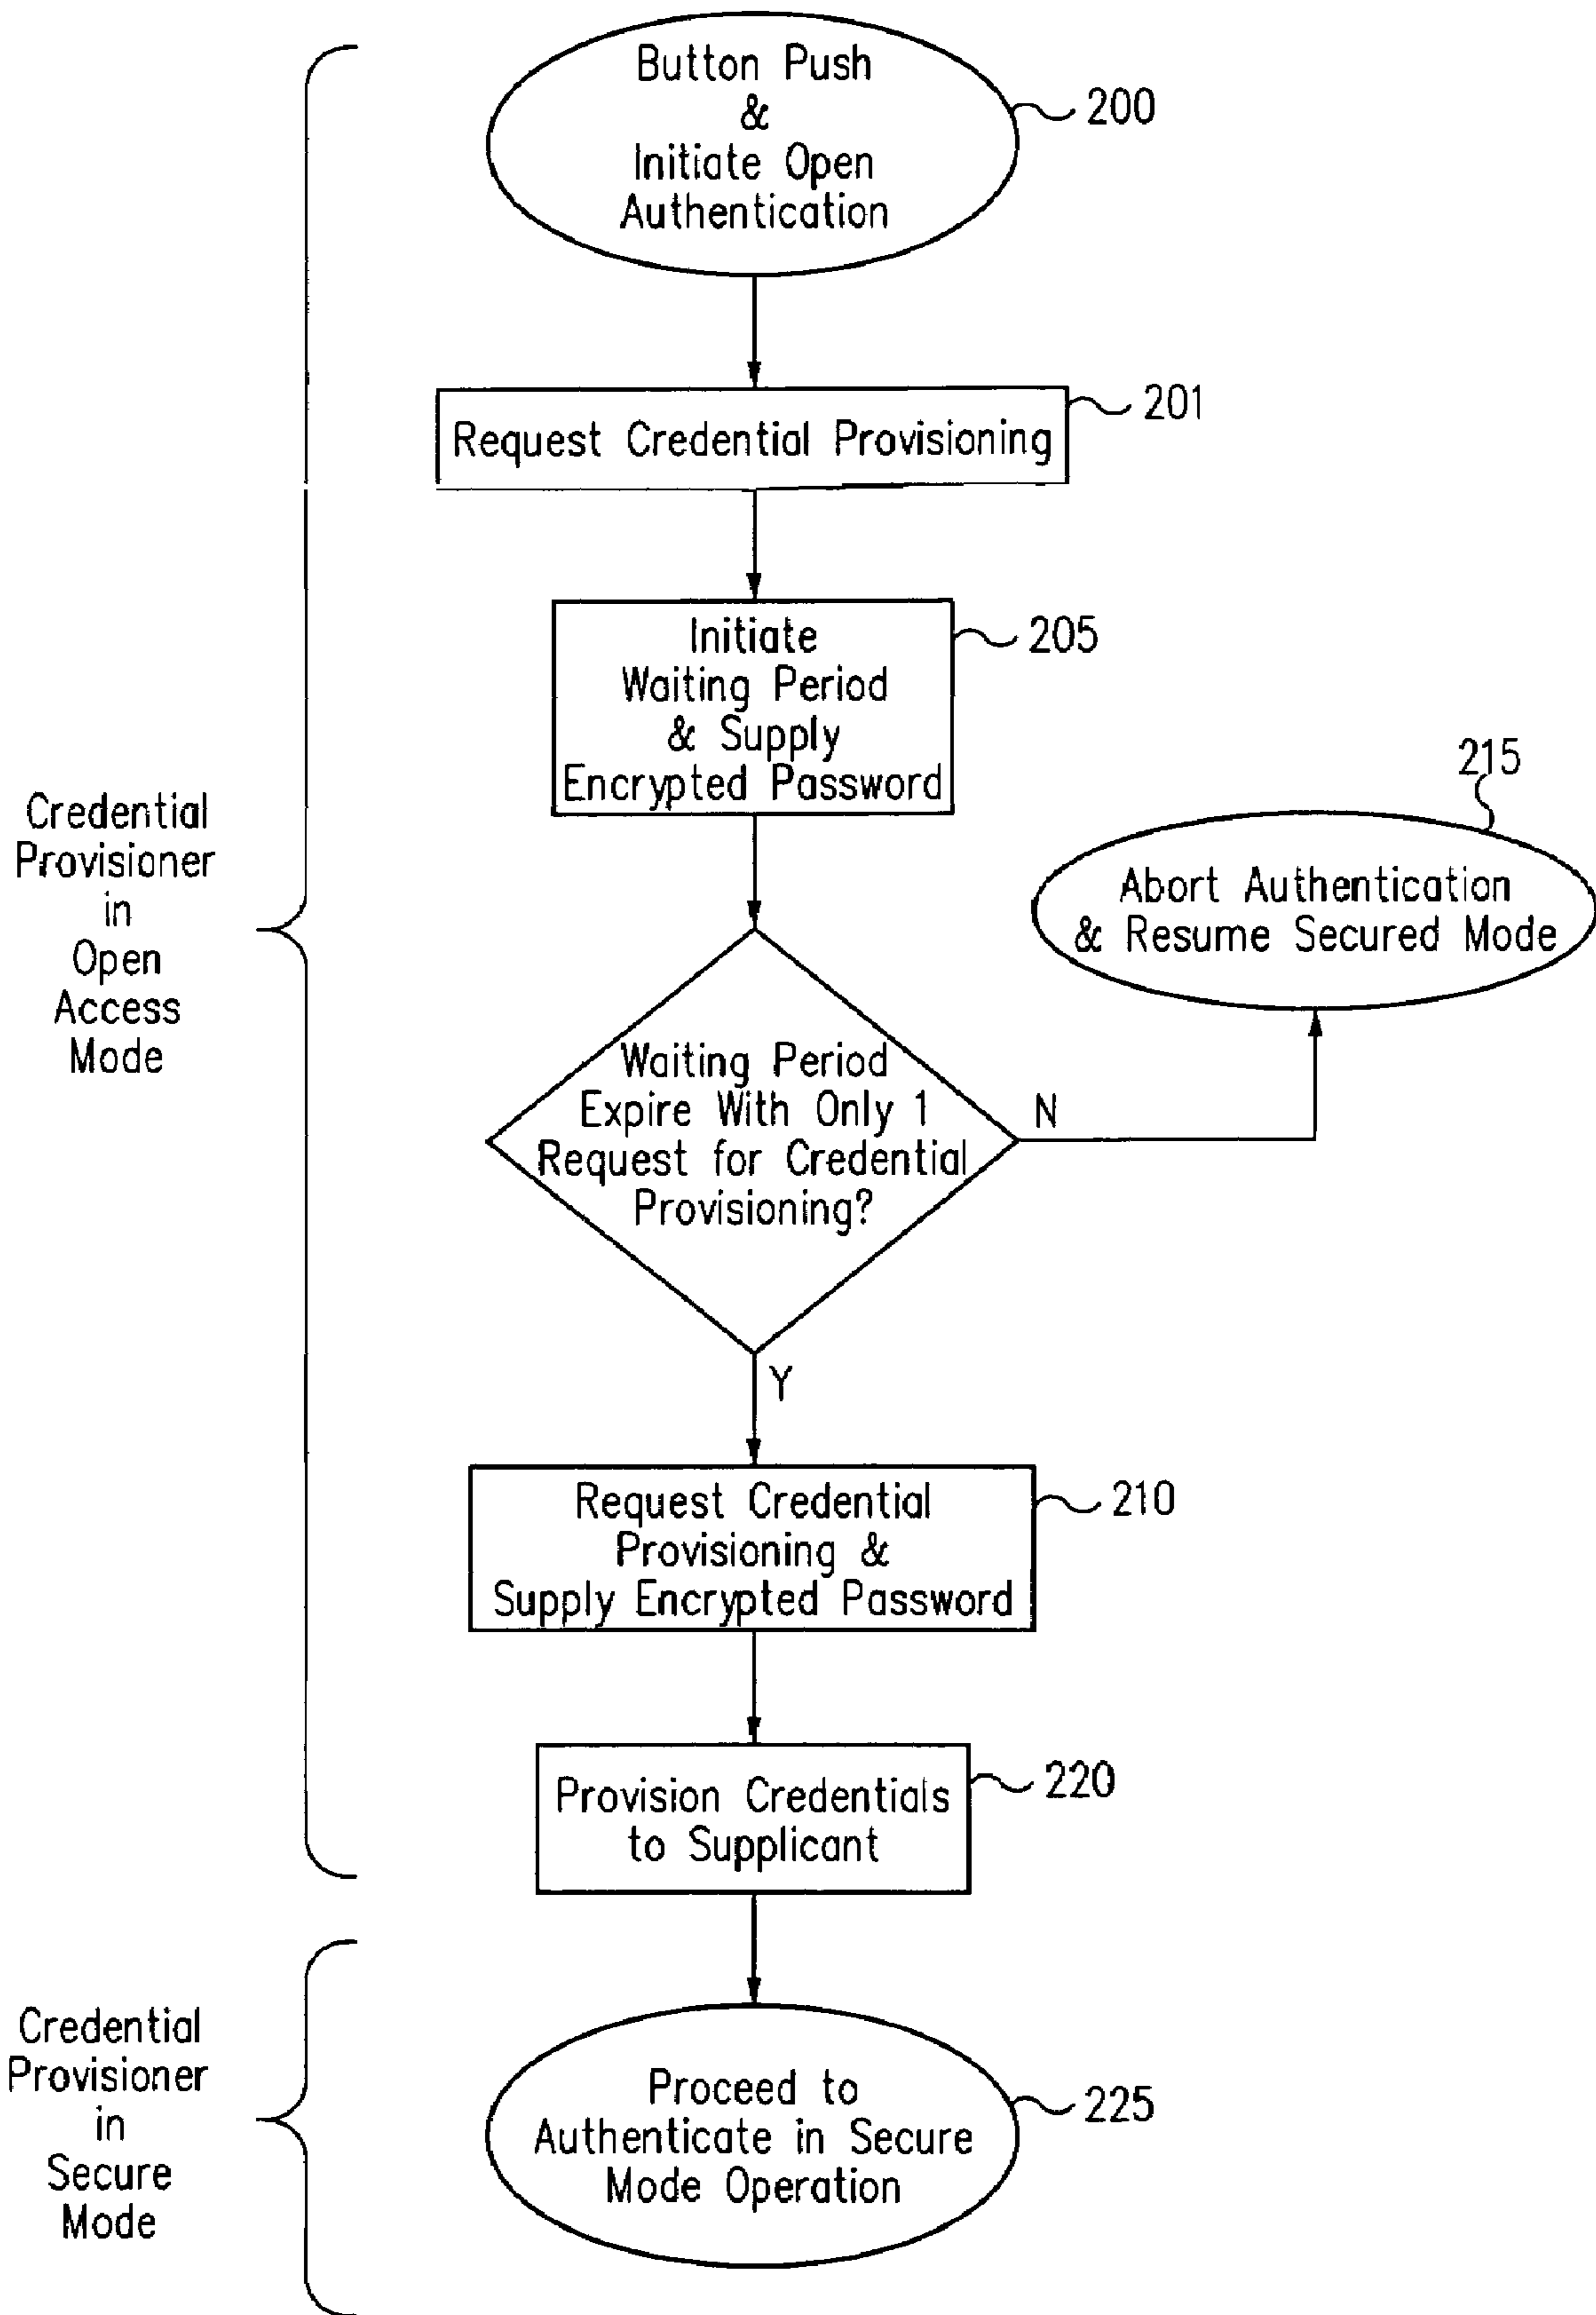 Button Push
&
Initiate Open
Authentication
200
Request Credential Provisioning
201
Initiate
Waiting Period
& Supply
Encrypted Password
205
215
Abort Authentication
& Resume Secured Mode
Credential
Provisioner
in
Open
Access
Mode
Waiting Period
Expire With Only 1
Request for Credential
Provisioning?
N
Y
Request Credential
Provisioning &
Supply Encrypted Password
210
Provision Credentials
to Supplicant
220
Credential
Provisioner
in
Secure
Mode
Proceed to
Authenticate in Secure
Mode Operation
225